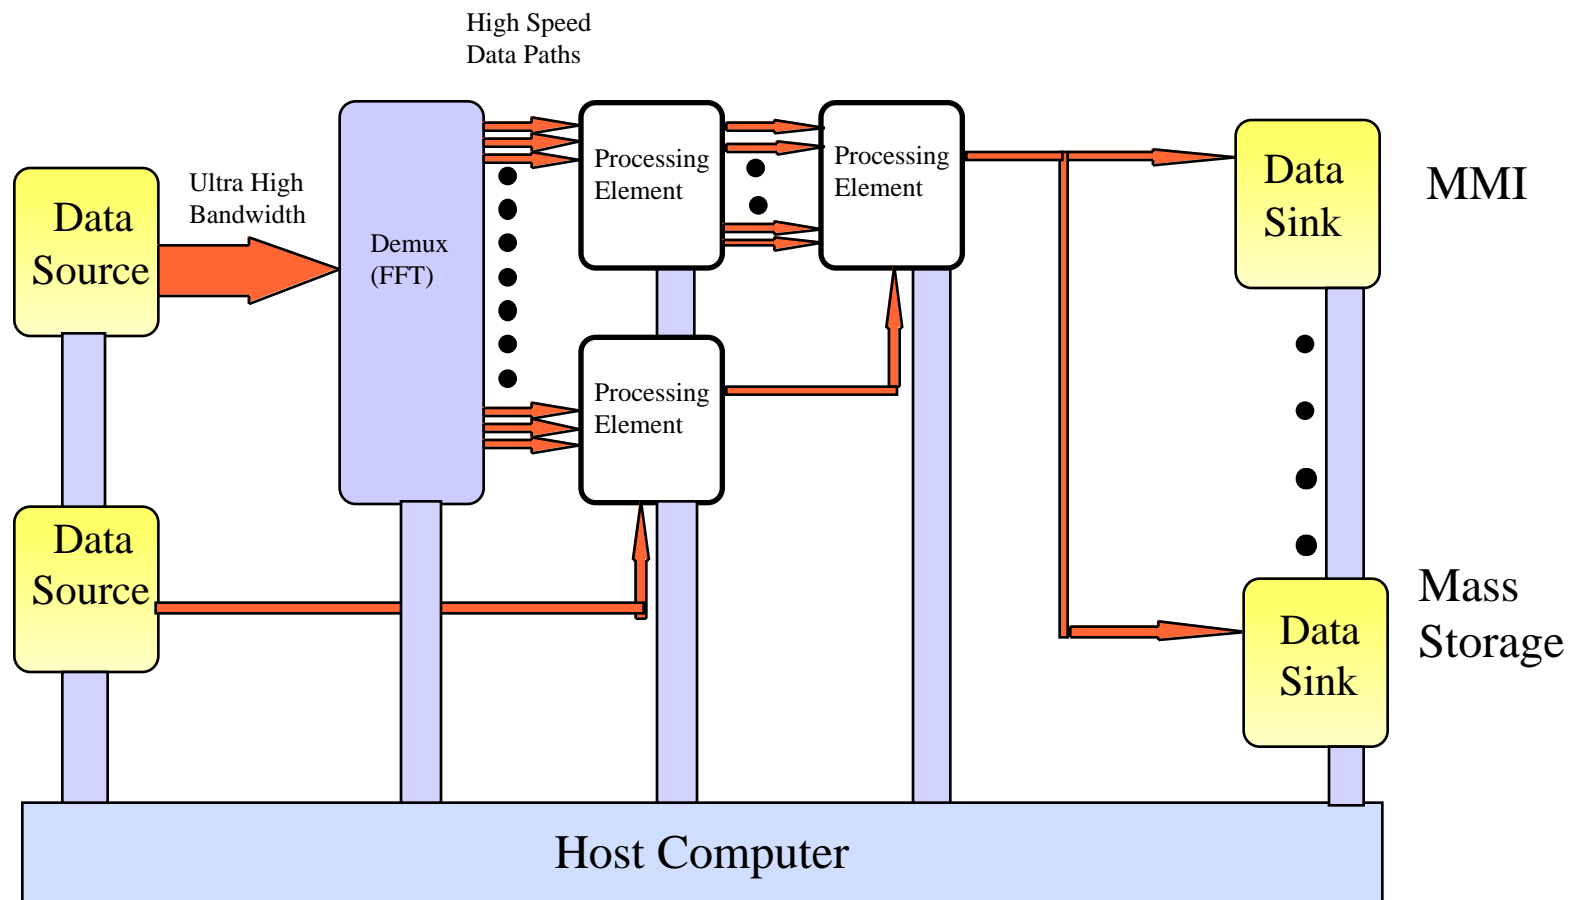 High Speed
Data Paths
Ultra High
Bandwidth
Data
Source
Demux
(FFT)
Processing
Element
Processing
Element
Data
Sink
MMI
Processing
Element
Data
Source
Data
Sink
Mass
Storage
Host Computer